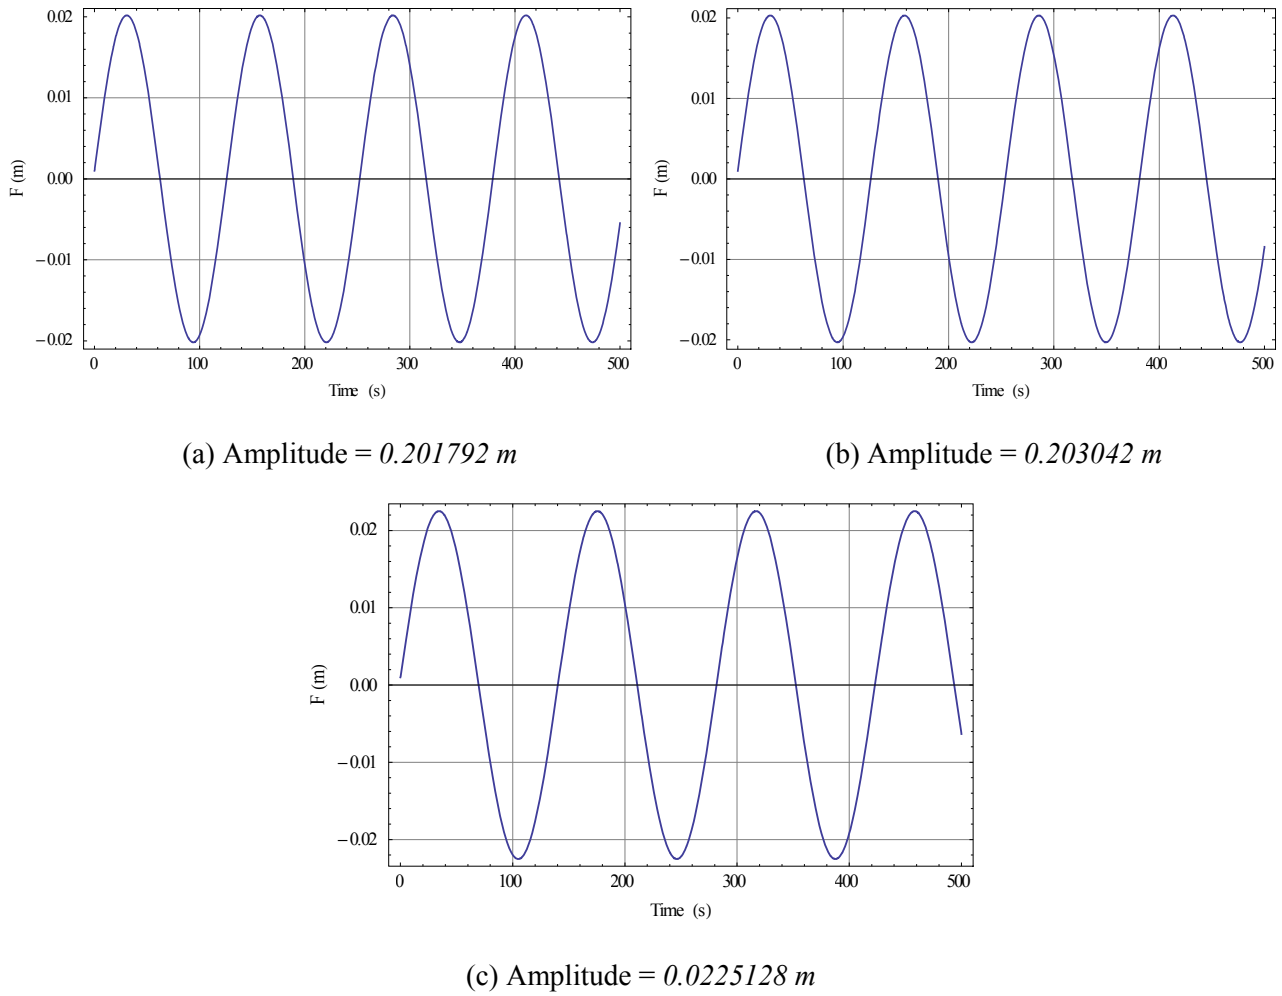 0.02
0.01
0.00
−0.01
−0.02
F (m)
0 100 200 300 400 500
Time (s)
(a) Amplitude = 0.201792 m
0.02
0.01
0.00
−0.01
−0.02
F (m)
0 100 200 300 400 500
Time (s)
(b) Amplitude = 0.203042 m
0.02
0.01
0.00
−0.01
−0.02
F (m)
0 100 200 300 400 500
Time (s)
(c) Amplitude = 0.0225128 m